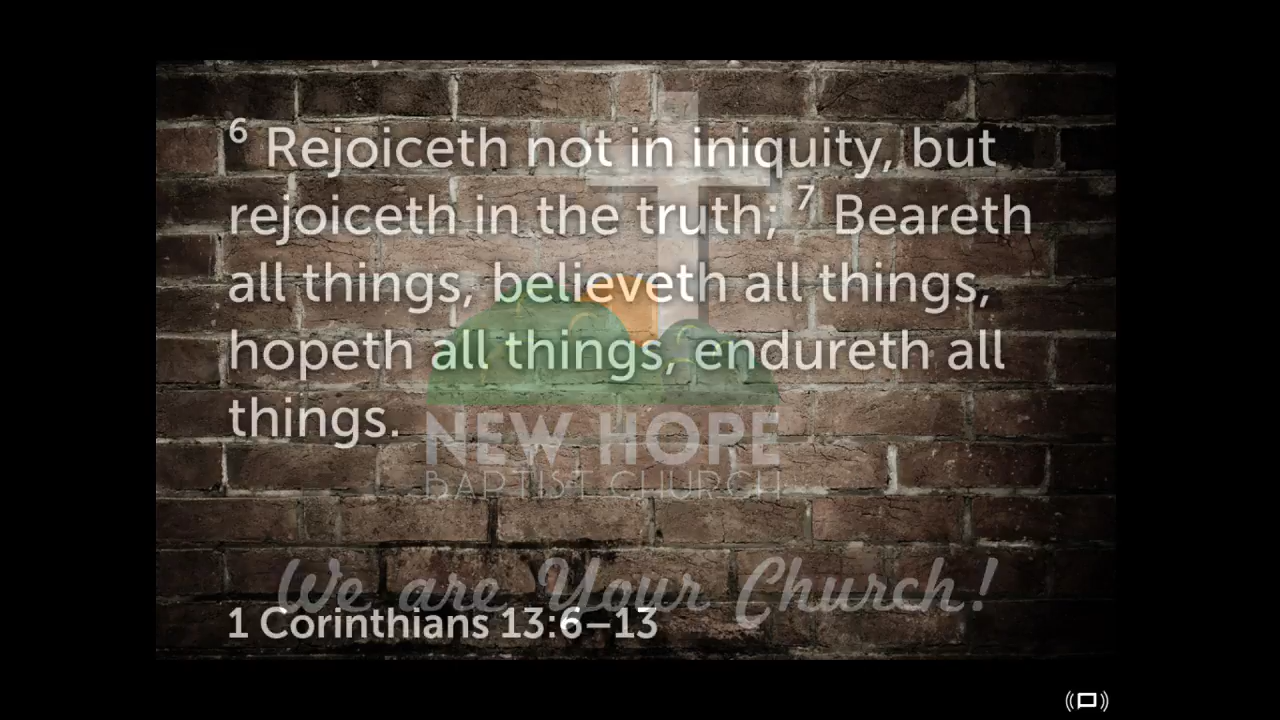 6 Rejoiceth not in iniquity, but
rejoiceth in the truth; 7 Beareth
all things, believeth all things,
hopeth all things, endureth all
things.
NEW HOPE
BAPTIST CHURCH
We are Your Church!
1 Corinthians 13:6–13